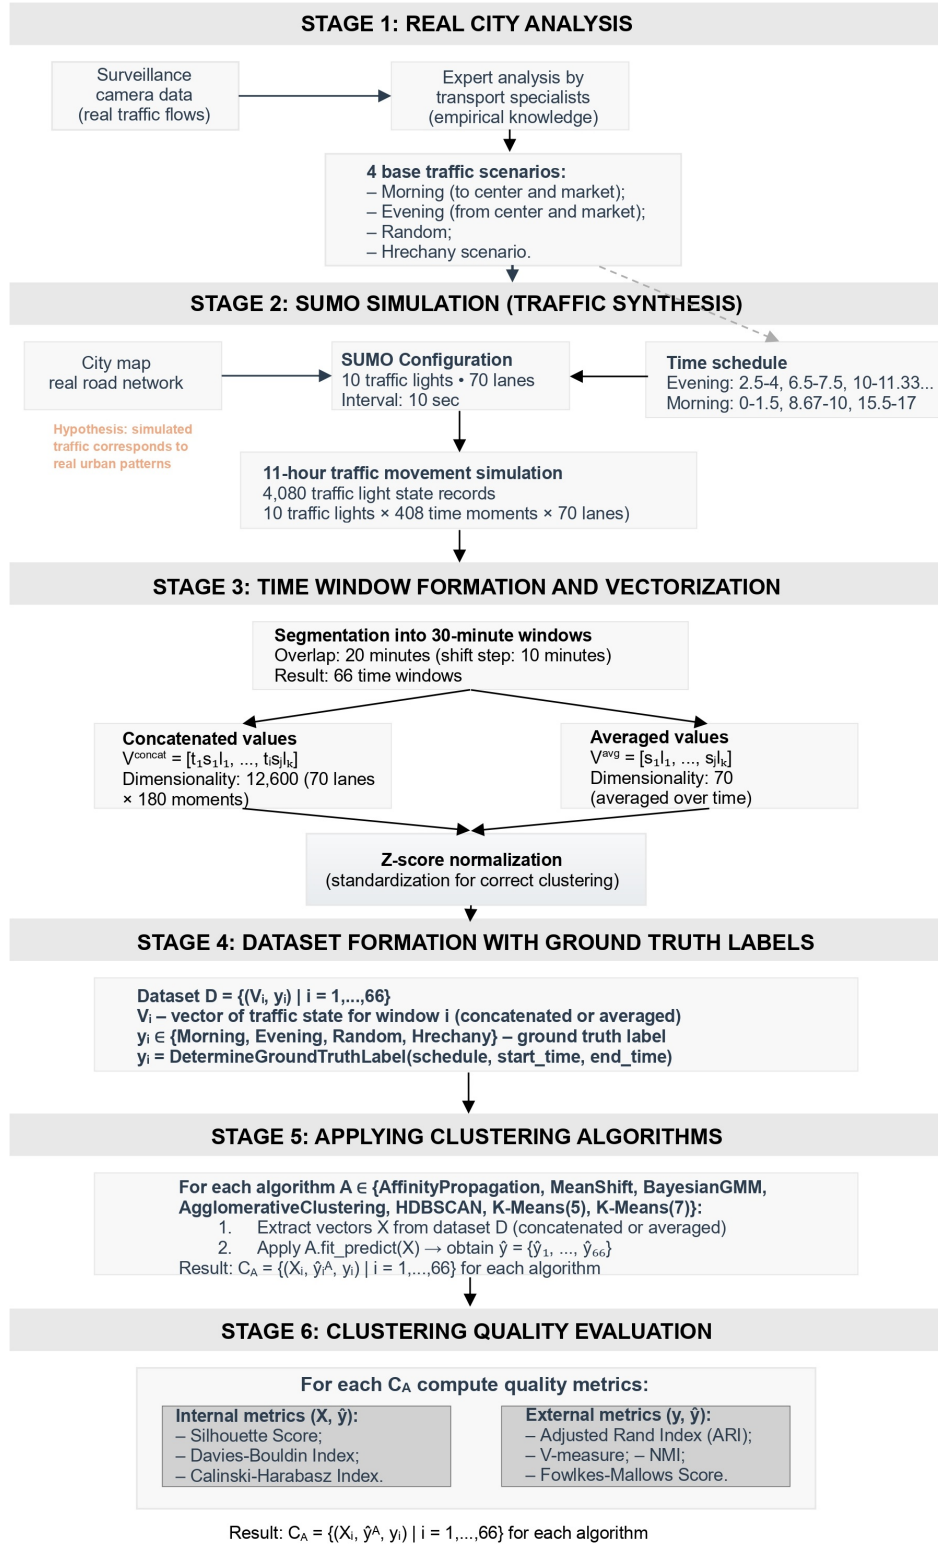 STAGE 1: REAL CITY ANALYSIS
Surveillance
camera data
(real traffic flows)
Expert analysis by
transport specialists
(empirical knowledge)
4 base traffic scenarios:
– Morning (to center and market);
– Evening (from center and market);
– Random;
– Hrechany scenario.
STAGE 2: SUMO SIMULATION (TRAFFIC SYNTHESIS)
City map
real road network
SUMO Configuration
10 traffic lights • 70 lanes
Interval: 10 sec
Time schedule
Evening: 2.5-4, 6.5-7.5, 10-11.33...
Morning: 0-1.5, 8.67-10, 15.5-17
Hypothesis: simulated
traffic corresponds to
real urban patterns
11-hour traffic movement simulation
4,080 traffic light state records
10 traffic lights × 408 time moments × 70 lanes)
STAGE 3: TIME WINDOW FORMATION AND VECTORIZATION
Segmentation into 30-minute windows
Overlap: 20 minutes (shift step: 10 minutes)
Result: 66 time windows
Concatenated values
Vᶜᵒⁿᶜᵃᵗ = [t₁s₁l₁, ..., tᵢsⱼlₖ]
Dimensionality: 12,600 (70 lanes
× 180 moments)
Averaged values
Vᵃᵛᵍ = [s₁l₁, ..., sⱼlₖ]
Dimensionality: 70
(averaged over time)
Z-score normalization
(standardization for correct clustering)
STAGE 4: DATASET FORMATION WITH GROUND TRUTH LABELS
Dataset D = {(Vᵢ, yᵢ) | i = 1,...,66}
Vᵢ – vector of traffic state for window i (concatenated or averaged)
yᵢ ∈ {Morning, Evening, Random, Hrechany} – ground truth label
yᵢ = DetermineGroundTruthLabel(schedule, start_time, end_time)
STAGE 5: APPLYING CLUSTERING ALGORITHMS
For each algorithm A ∈ {AffinityPropagation, MeanShift, BayesianGMM,
AgglomerativeClustering, HDBSCAN, K-Means(5), K-Means(7)}:
1. Extract vectors X from dataset D (concatenated or averaged)
2. Apply A.fit_predict(X) → obtain ŷ = {ŷ₁, ..., ŷ₆₆}
Result: Cᴀ = {(Xᵢ, ŷᵢᴬ, yᵢ) | i = 1,...,66} for each algorithm
STAGE 6: CLUSTERING QUALITY EVALUATION
For each Cᴀ compute quality metrics:
Internal metrics (X, ŷ):
– Silhouette Score;
– Davies-Bouldin Index;
– Calinski-Harabasz Index.
External metrics (y, ŷ):
– Adjusted Rand Index (ARI);
– V-measure; – NMI;
– Fowlkes-Mallows Score.
Result: Cᴀ = {(Xᵢ, ŷᴬ, yᵢ) | i = 1,...,66} for each algorithm